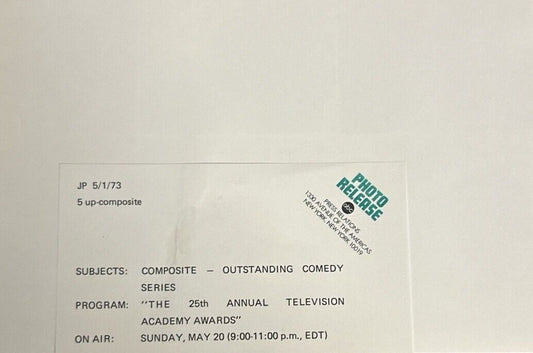 JP 5/1/73
5 up-composite
PHOTO
RELEASE
abc
PRESS RELATIONS
1330 AVENUE OF THE AMERICAS
NEW YORK, NEW YORK 10019
SUBJECTS: COMPOSITE – OUTSTANDING COMEDY
SERIES
PROGRAM: "THE 25th ANNUAL TELEVISION
ACADEMY AWARDS"
ON AIR: SUNDAY, MAY 20 (9:00-11:00 p.m., EDT)